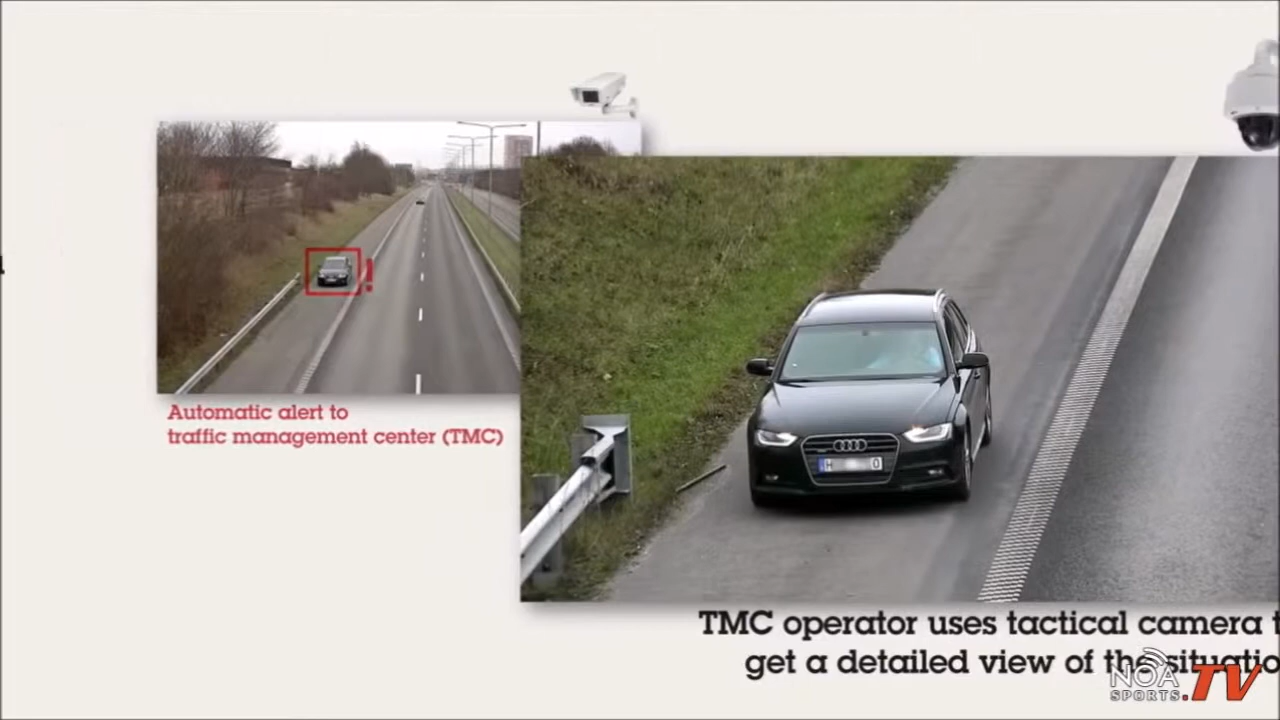 !
Automatic alert to
traffic management center (TMC)
H O
TMC operator uses tactical camera
get a detailed view of the situatio
NOA
SPORTS.TV